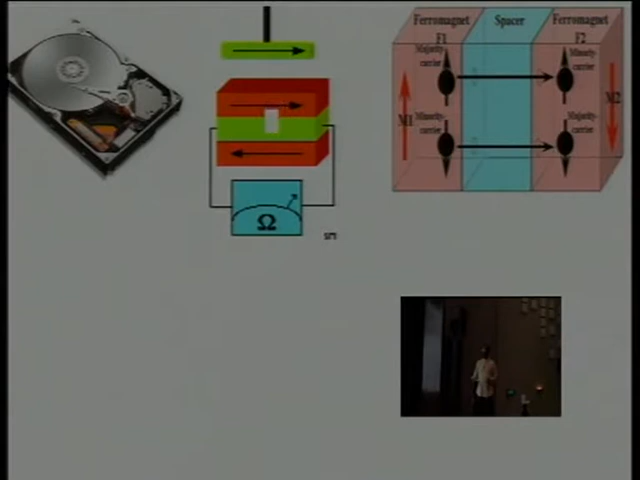 Ferromagnet
F1
Spacer
Ferromagnet
F2
Majority-
carrier
Minority-
carrier
M1
M2
Minority-
carrier
Majority-
carrier
Ω